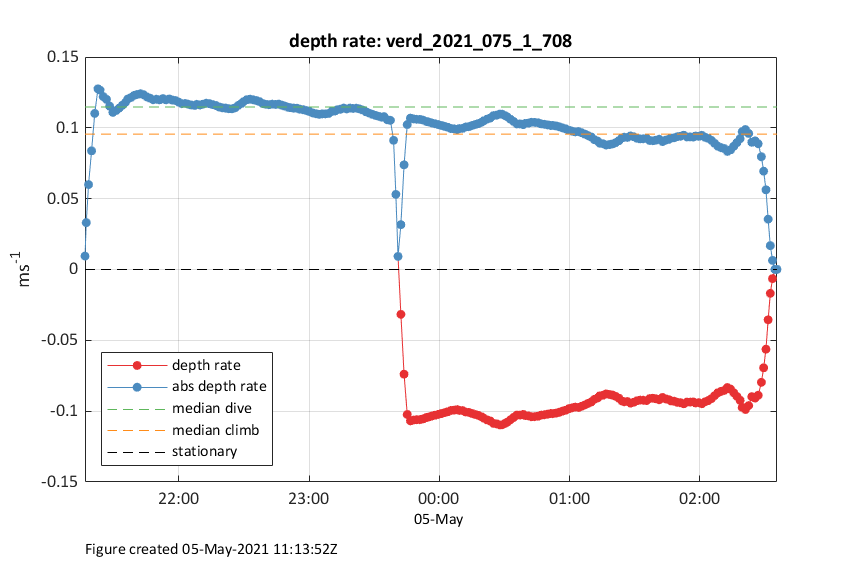 depth rate: verd_2021_075_1_708
0.15
0.1
0.05
0
-0.05
-0.1
-0.15
ms-1
depth rate
abs depth rate
median dive
median climb
stationary
22:00 23:00 00:00 01:00 02:00
05-May
Figure created 05-May-2021 11:13:52Z